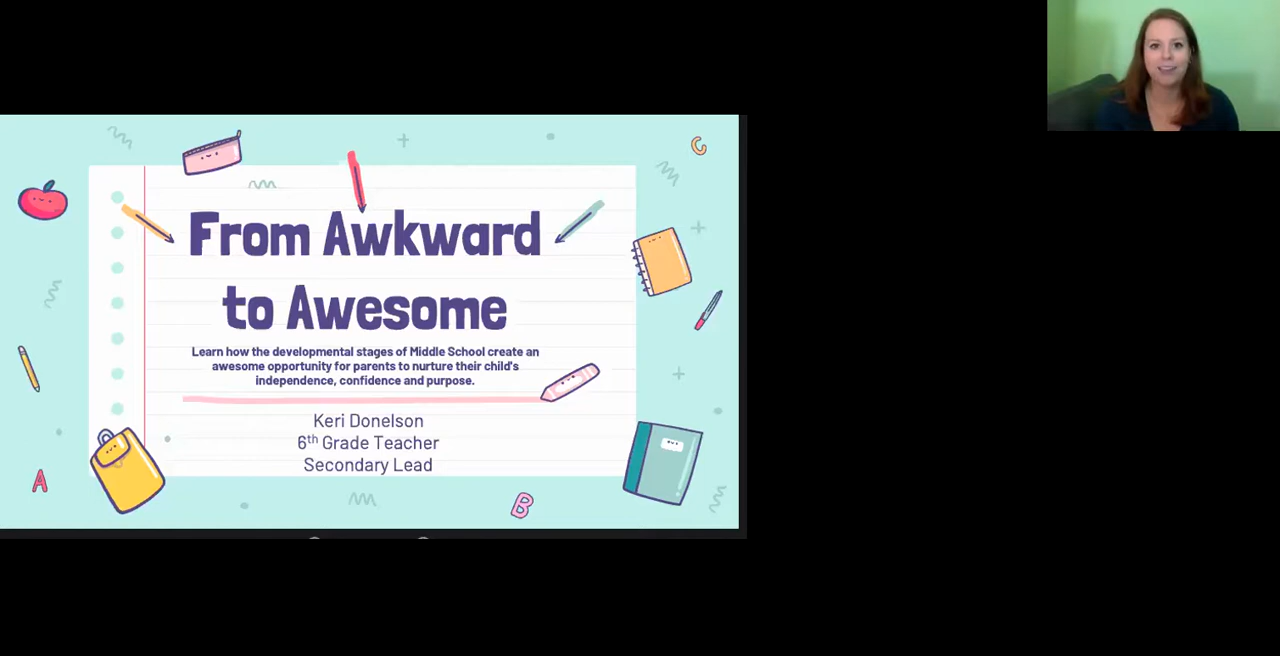 From Awkward
to Awesome
Learn how the developmental stages of Middle School create an
awesome opportunity for parents to nurture their child's
independence, confidence and purpose.
Keri Donelson
6th Grade Teacher
Secondary Lead
C
A
B